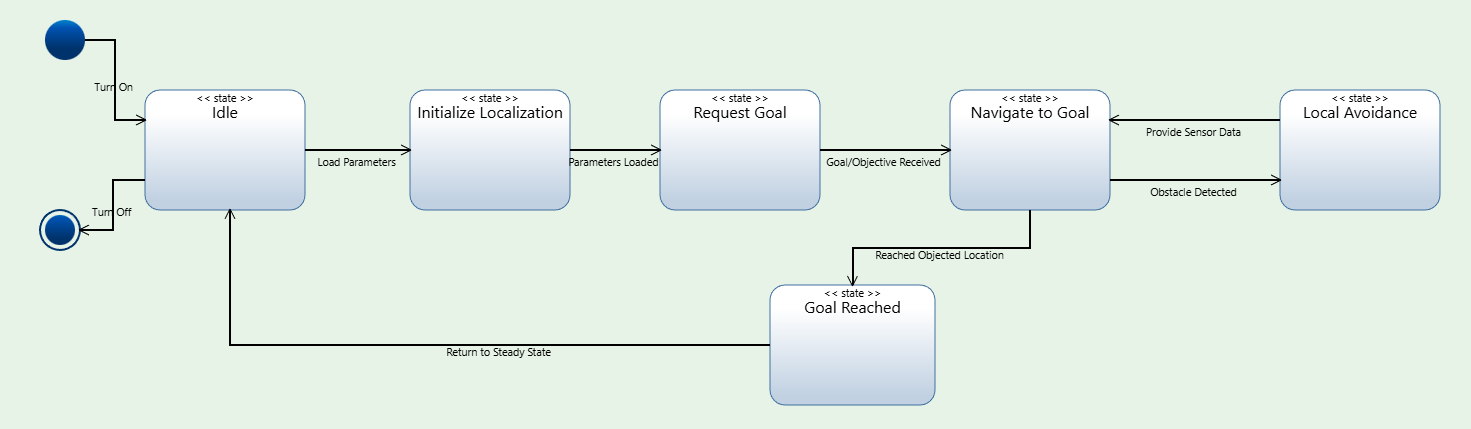 Turn On
<< state >>
Idle
Load Parameters
<< state >>
Initialize Localization
Parameters Loaded
<< state >>
Request Goal
Goal/Objective Received
<< state >>
Navigate to Goal
Provide Sensor Data
Obstacle Detected
<< state >>
Local Avoidance
Turn Off
Reached Objected Location
<< state >>
Goal Reached
Return to Steady State